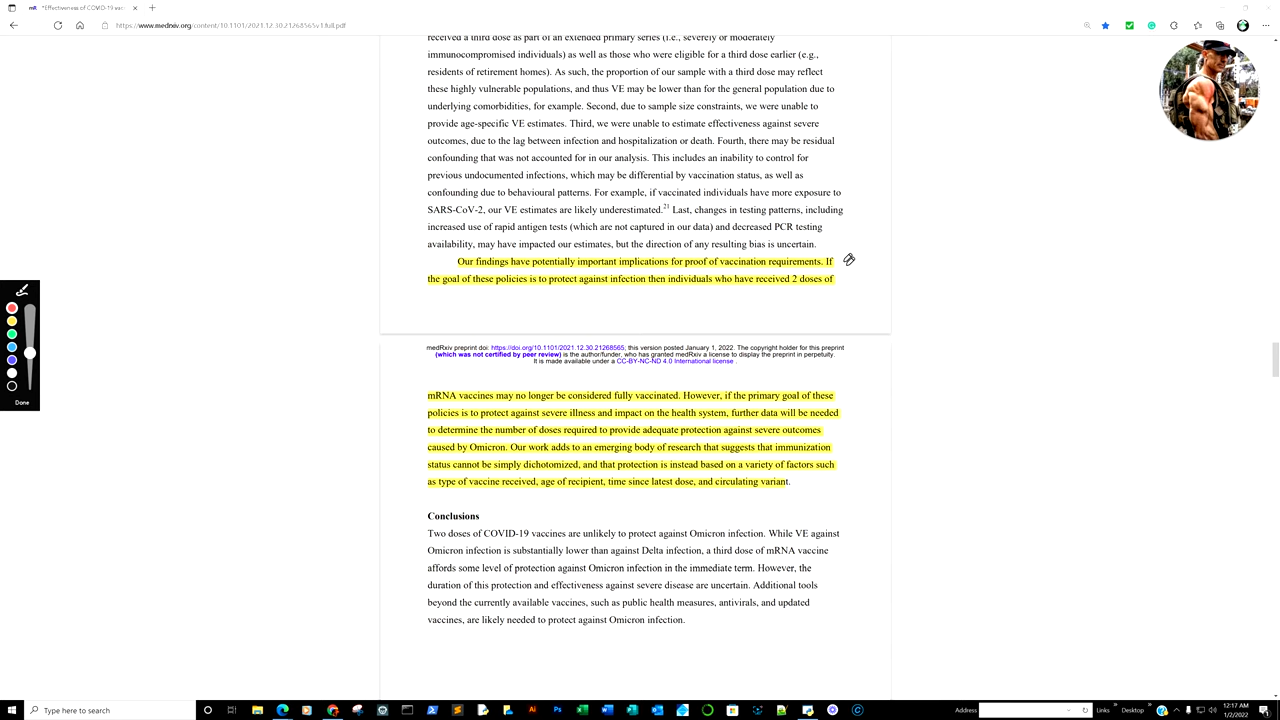 *Effectiveness of COVID-19 vac
https://www.medrxiv.org/content/10.1101/2021.12.30.21268565v1.full.pdf
received a third dose as part of an extended primary series (i.e., severely or moderately
immunocompromised individuals) as well as those who were eligible for a third dose earlier (e.g.,
residents of retirement homes). As such, the proportion of our sample with a third dose may reflect
these highly vulnerable populations, and thus VE may be lower than for the general population due to
underlying comorbidities, for example. Second, due to sample size constraints, we were unable to
provide age-specific VE estimates. Third, we were unable to estimate effectiveness against severe
outcomes, due to the lag between infection and hospitalization or death. Fourth, there may be residual
confounding that was not accounted for in our analysis. This includes an inability to control for
previous undocumented infections, which may be differential by vaccination status, as well as
confounding due to behavioural patterns. For example, if vaccinated individuals have more exposure to
SARS-CoV-2, our VE estimates are likely underestimated.21 Last, changes in testing patterns, including
increased use of rapid antigen tests (which are not captured in our data) and decreased PCR testing
availability, may have impacted our estimates, but the direction of any resulting bias is uncertain.
Our findings have potentially important implications for proof of vaccination requirements. If
the goal of these policies is to protect against infection then individuals who have received 2 doses of
Done
medRxiv preprint doi: https://doi.org/10.1101/2021.12.30.21268565; this version posted January 1, 2022. The copyright holder for this preprint
(which was not certified by peer review) is the author/funder, who has granted medRxiv a license to display the preprint in perpetuity.
It is made available under a CC-BY-NC-ND 4.0 International license .
mRNA vaccines may no longer be considered fully vaccinated. However, if the primary goal of these
policies is to protect against severe illness and impact on the health system, further data will be needed
to determine the number of doses required to provide adequate protection against severe outcomes
caused by Omicron. Our work adds to an emerging body of research that suggests that immunization
status cannot be simply dichotomized, and that protection is instead based on a variety of factors such
as type of vaccine received, age of recipient, time since latest dose, and circulating variant.
Conclusions
Two doses of COVID-19 vaccines are unlikely to protect against Omicron infection. While VE against
Omicron infection is substantially lower than against Delta infection, a third dose of mRNA vaccine
affords some level of protection against Omicron infection in the immediate term. However, the
duration of this protection and effectiveness against severe disease are uncertain. Additional tools
beyond the currently available vaccines, such as public health measures, antivirals, and updated
vaccines, are likely needed to protect against Omicron infection.
Type here to search
Address
Links
Desktop
12:17 AM
1/2/2022